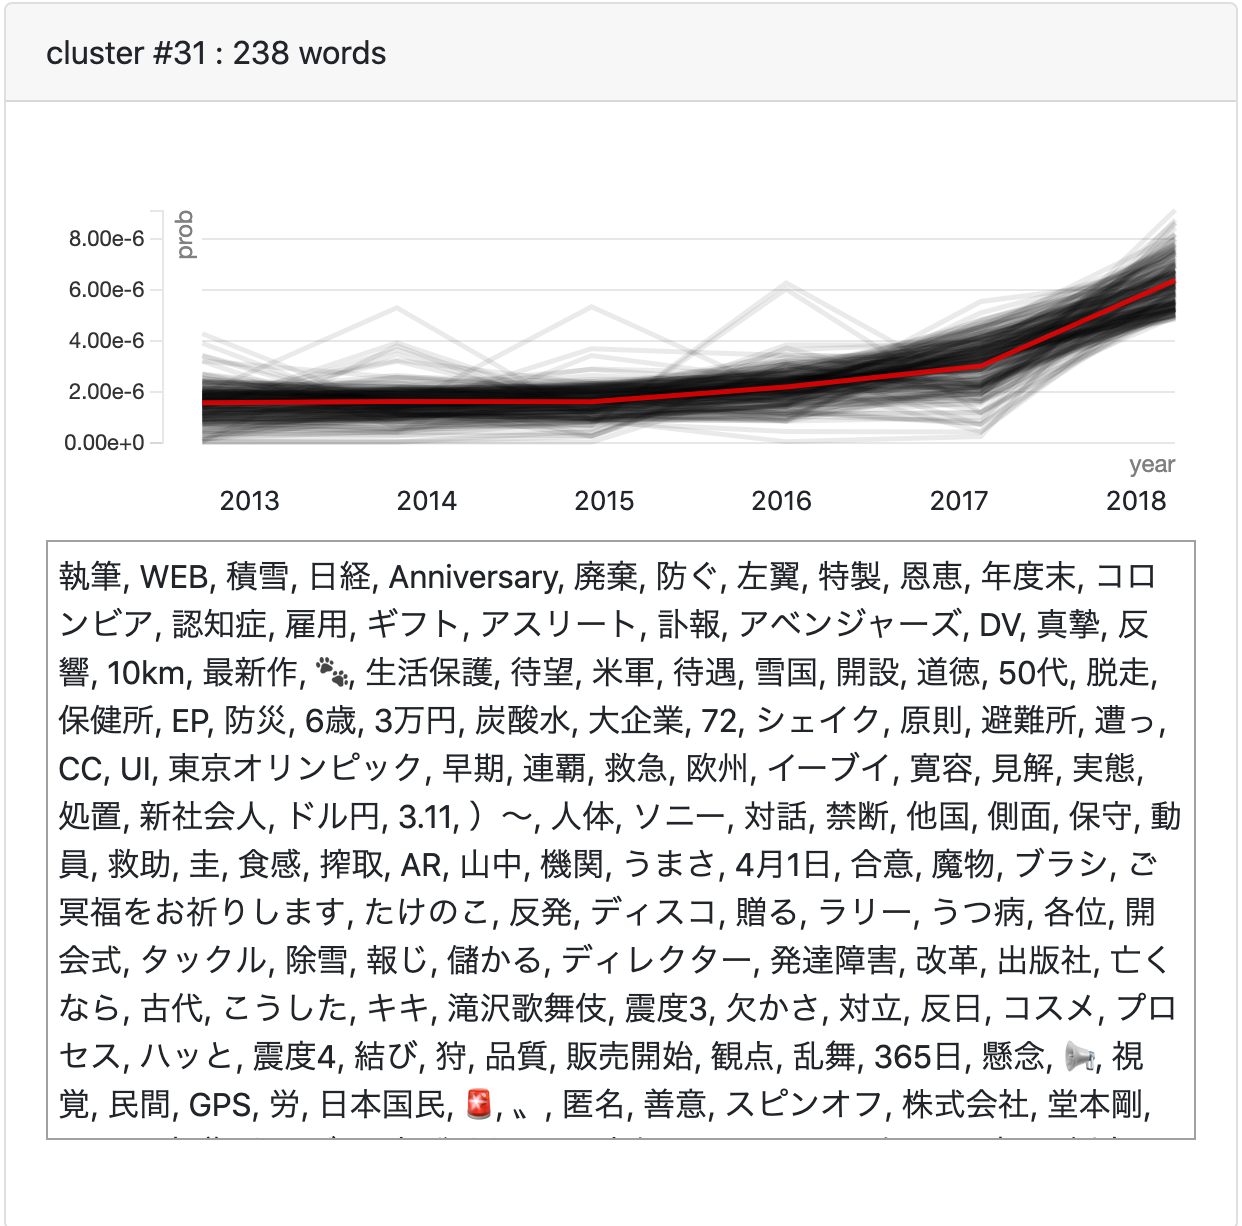 cluster #31 : 238 words
8.00e-6
6.00e-6
4.00e-6
2.00e-6
0.00e+0
prob
year
2013 2014 2015 2016 2017 2018
執筆, WEB, 積雪, 日経, Anniversary, 廃棄, 防ぐ, 左翼, 特製, 恩恵, 年度末, コロ
ンビア, 認知症, 雇用, ギフト, アスリート, 訃報, アベンジャーズ, DV, 真摯, 反
響, 10km, 最新作, 🐾, 生活保護, 待望, 米軍, 待遇, 雪国, 開設, 道徳, 50代, 脱走,
保健所, EP, 防災, 6歳, 3万円, 炭酸水, 大企業, 72, シェイク, 原則, 避難所, 遭っ,
CC, UI, 東京オリンピック, 早期, 連覇, 救急, 欧州, イーブイ, 寛容, 見解, 実態,
処置, 新社会人, ドル円, 3.11, ）〜, 人体, ソニー, 対話, 禁断, 他国, 側面, 保守, 動
員, 救助, 圭, 食感, 搾取, AR, 山中, 機関, うまさ, 4月1日, 合意, 魔物, ブラシ, ご
冥福をお祈りします, たけのこ, 反発, ディスコ, 贈る, ラリー, うつ病, 各位, 開
会式, タックル, 除雪, 報じ, 儲かる, ディレクター, 発達障害, 改革, 出版社, 亡く
なら, 古代, こうした, キキ, 滝沢歌舞伎, 震度3, 欠かさ, 対立, 反日, コスメ, プロ
セス, ハッと, 震度4, 結び, 狩, 品質, 販売開始, 観点, 乱舞, 365日, 懸念, 📢, 視
覚, 民間, GPS, 労, 日本国民, 🚨, 〟, 匿名, 善意, スピンオフ, 株式会社, 堂本剛,